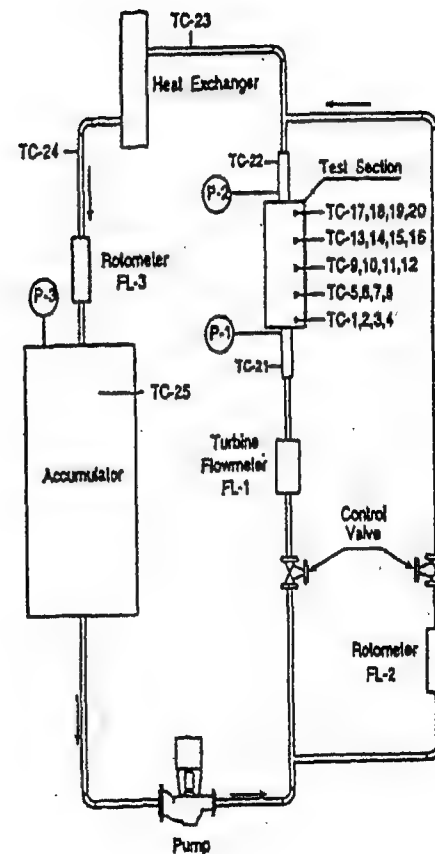 TC-23
Heat Exchanger
TC-24
TC-22
P-2
Test Section
TC-17,18,19,20
TC-13,14,15,16
TC-9,10,11,12
TC-5,6,7,8
TC-1,2,3,4
Rotometer
FL-3
P-3
P-1
TC-21
TC-25
Accumulator
Turbine
Flowmeter
FL-1
Control
Valve
Rotometer
FL-2
Pump